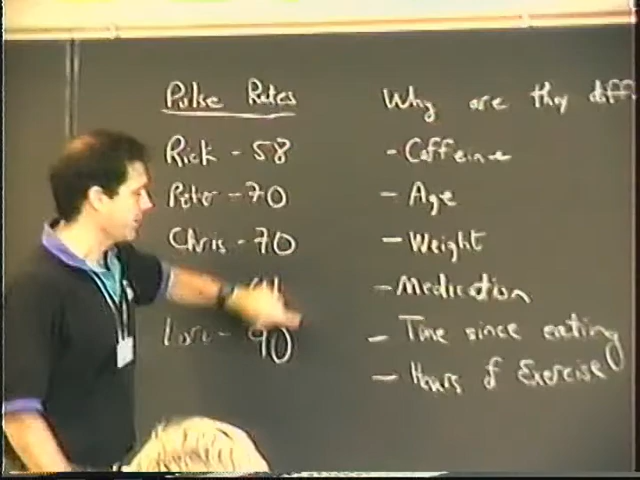 Pulse Rates
Rick - 58
Peter - 70
Chris - 70
Lori - 90
Why are they diff
- Caffeine
- Age
- Weight
- Medication
- Time since eating
- Hours of Exercise